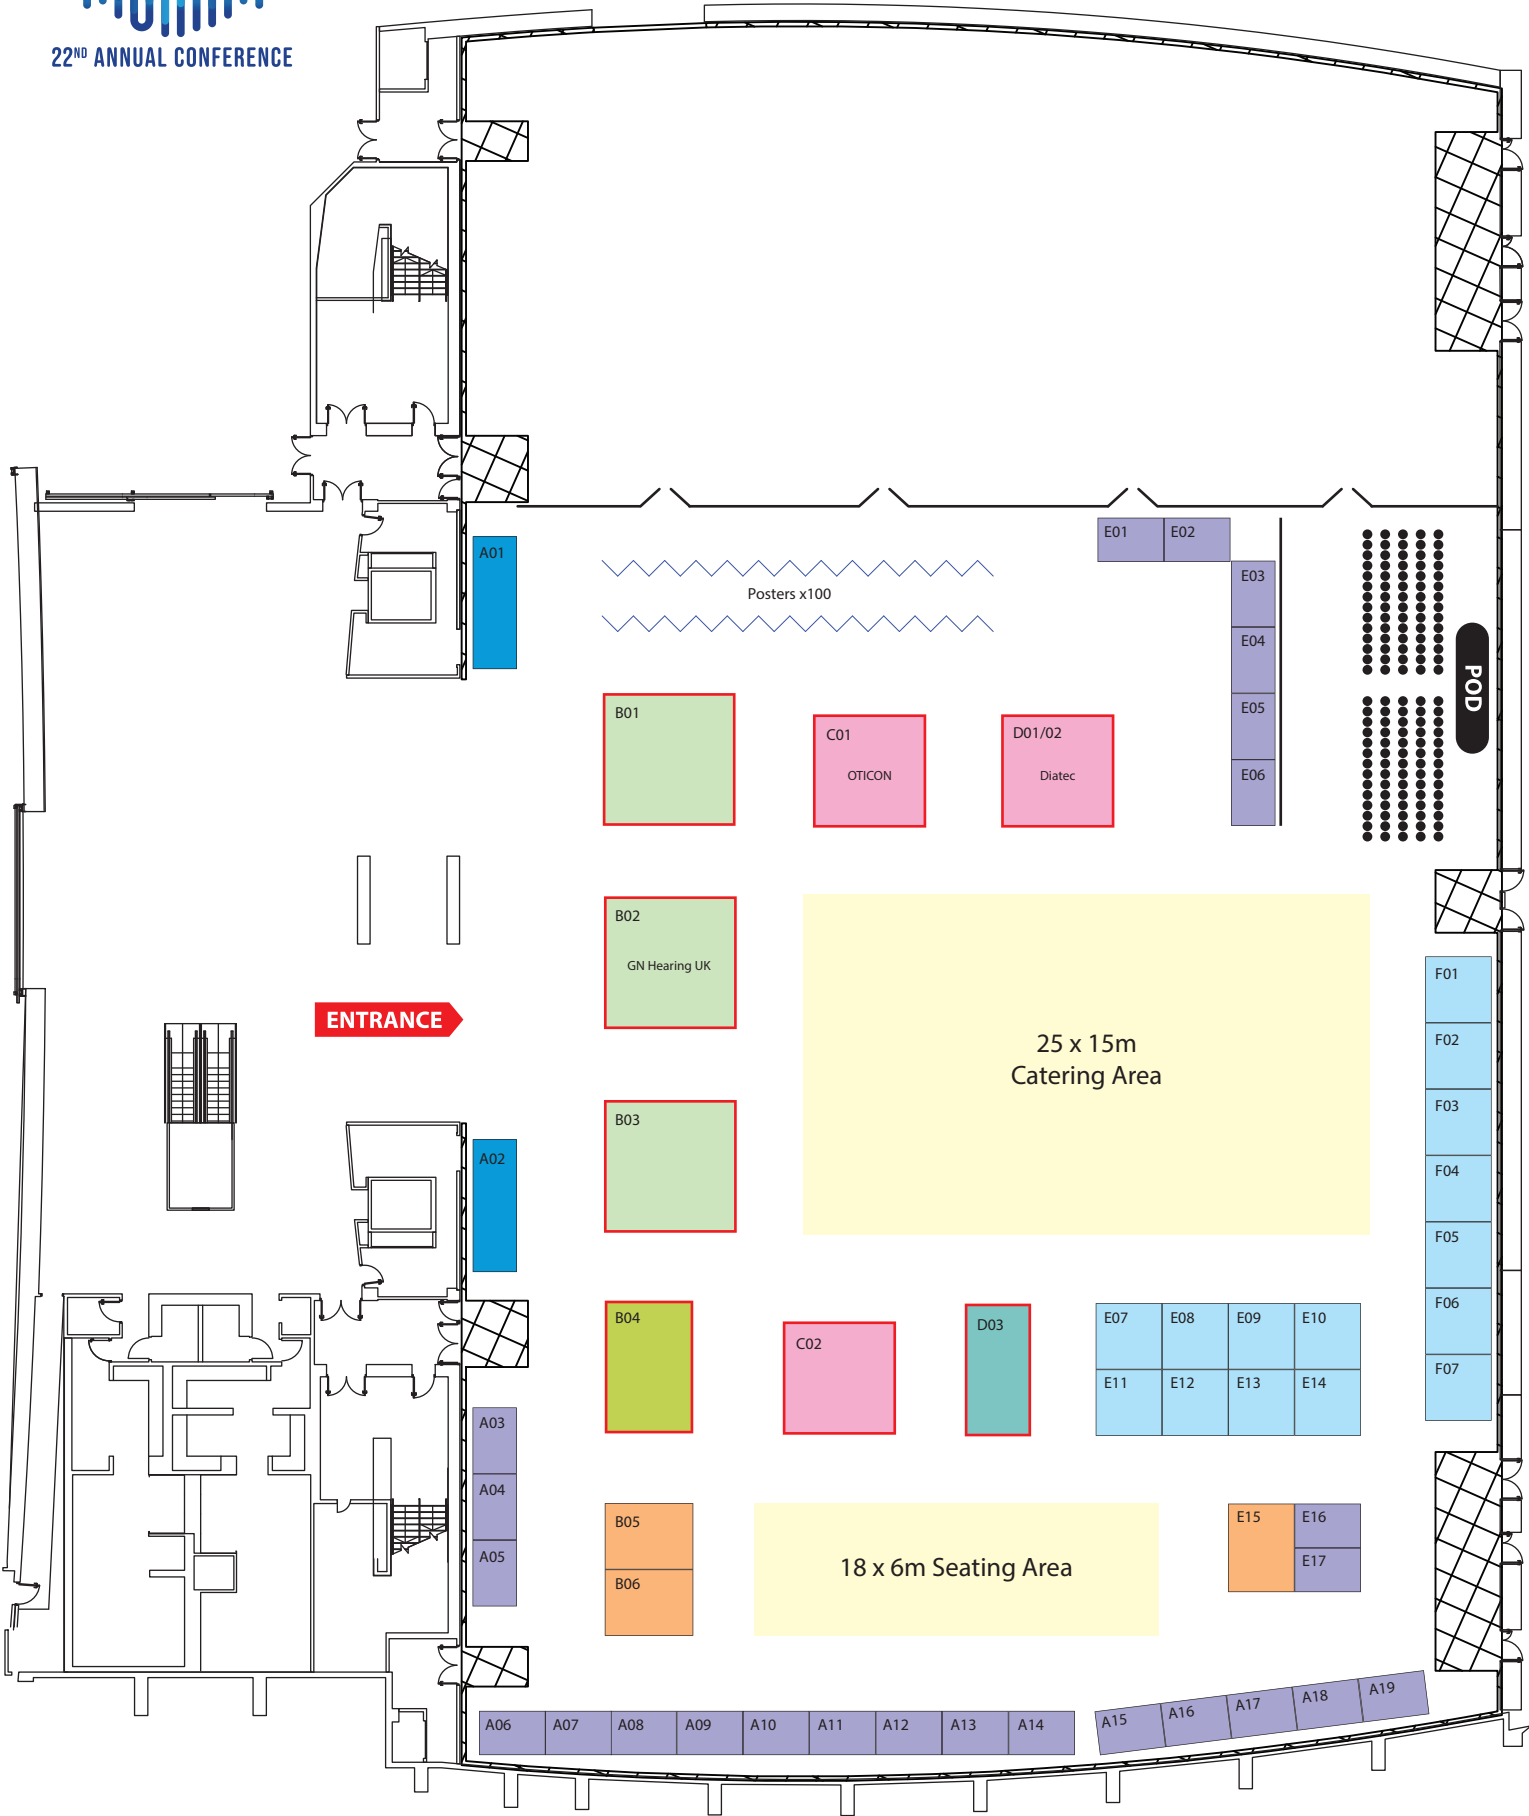 22ND ANNUAL CONFERENCE
E01
E02
A01
E03
Posters x100
E04
POD
E05
B01
C01
OTICON
D01/02
Diatec
E06
B02
GN Hearing UK
ENTRANCE
25 x 15m
Catering Area
F01
F02
F03
F04
F05
F06
F07
B03
A02
B04
C02
D03
E07
E08
E09
E10
E11
E12
E13
E14
A03
A04
A05
B05
B06
18 x 6m Seating Area
E15
E16
E17
A06
A07
A08
A09
A10
A11
A12
A13
A14
A15
A16
A17
A18
A19